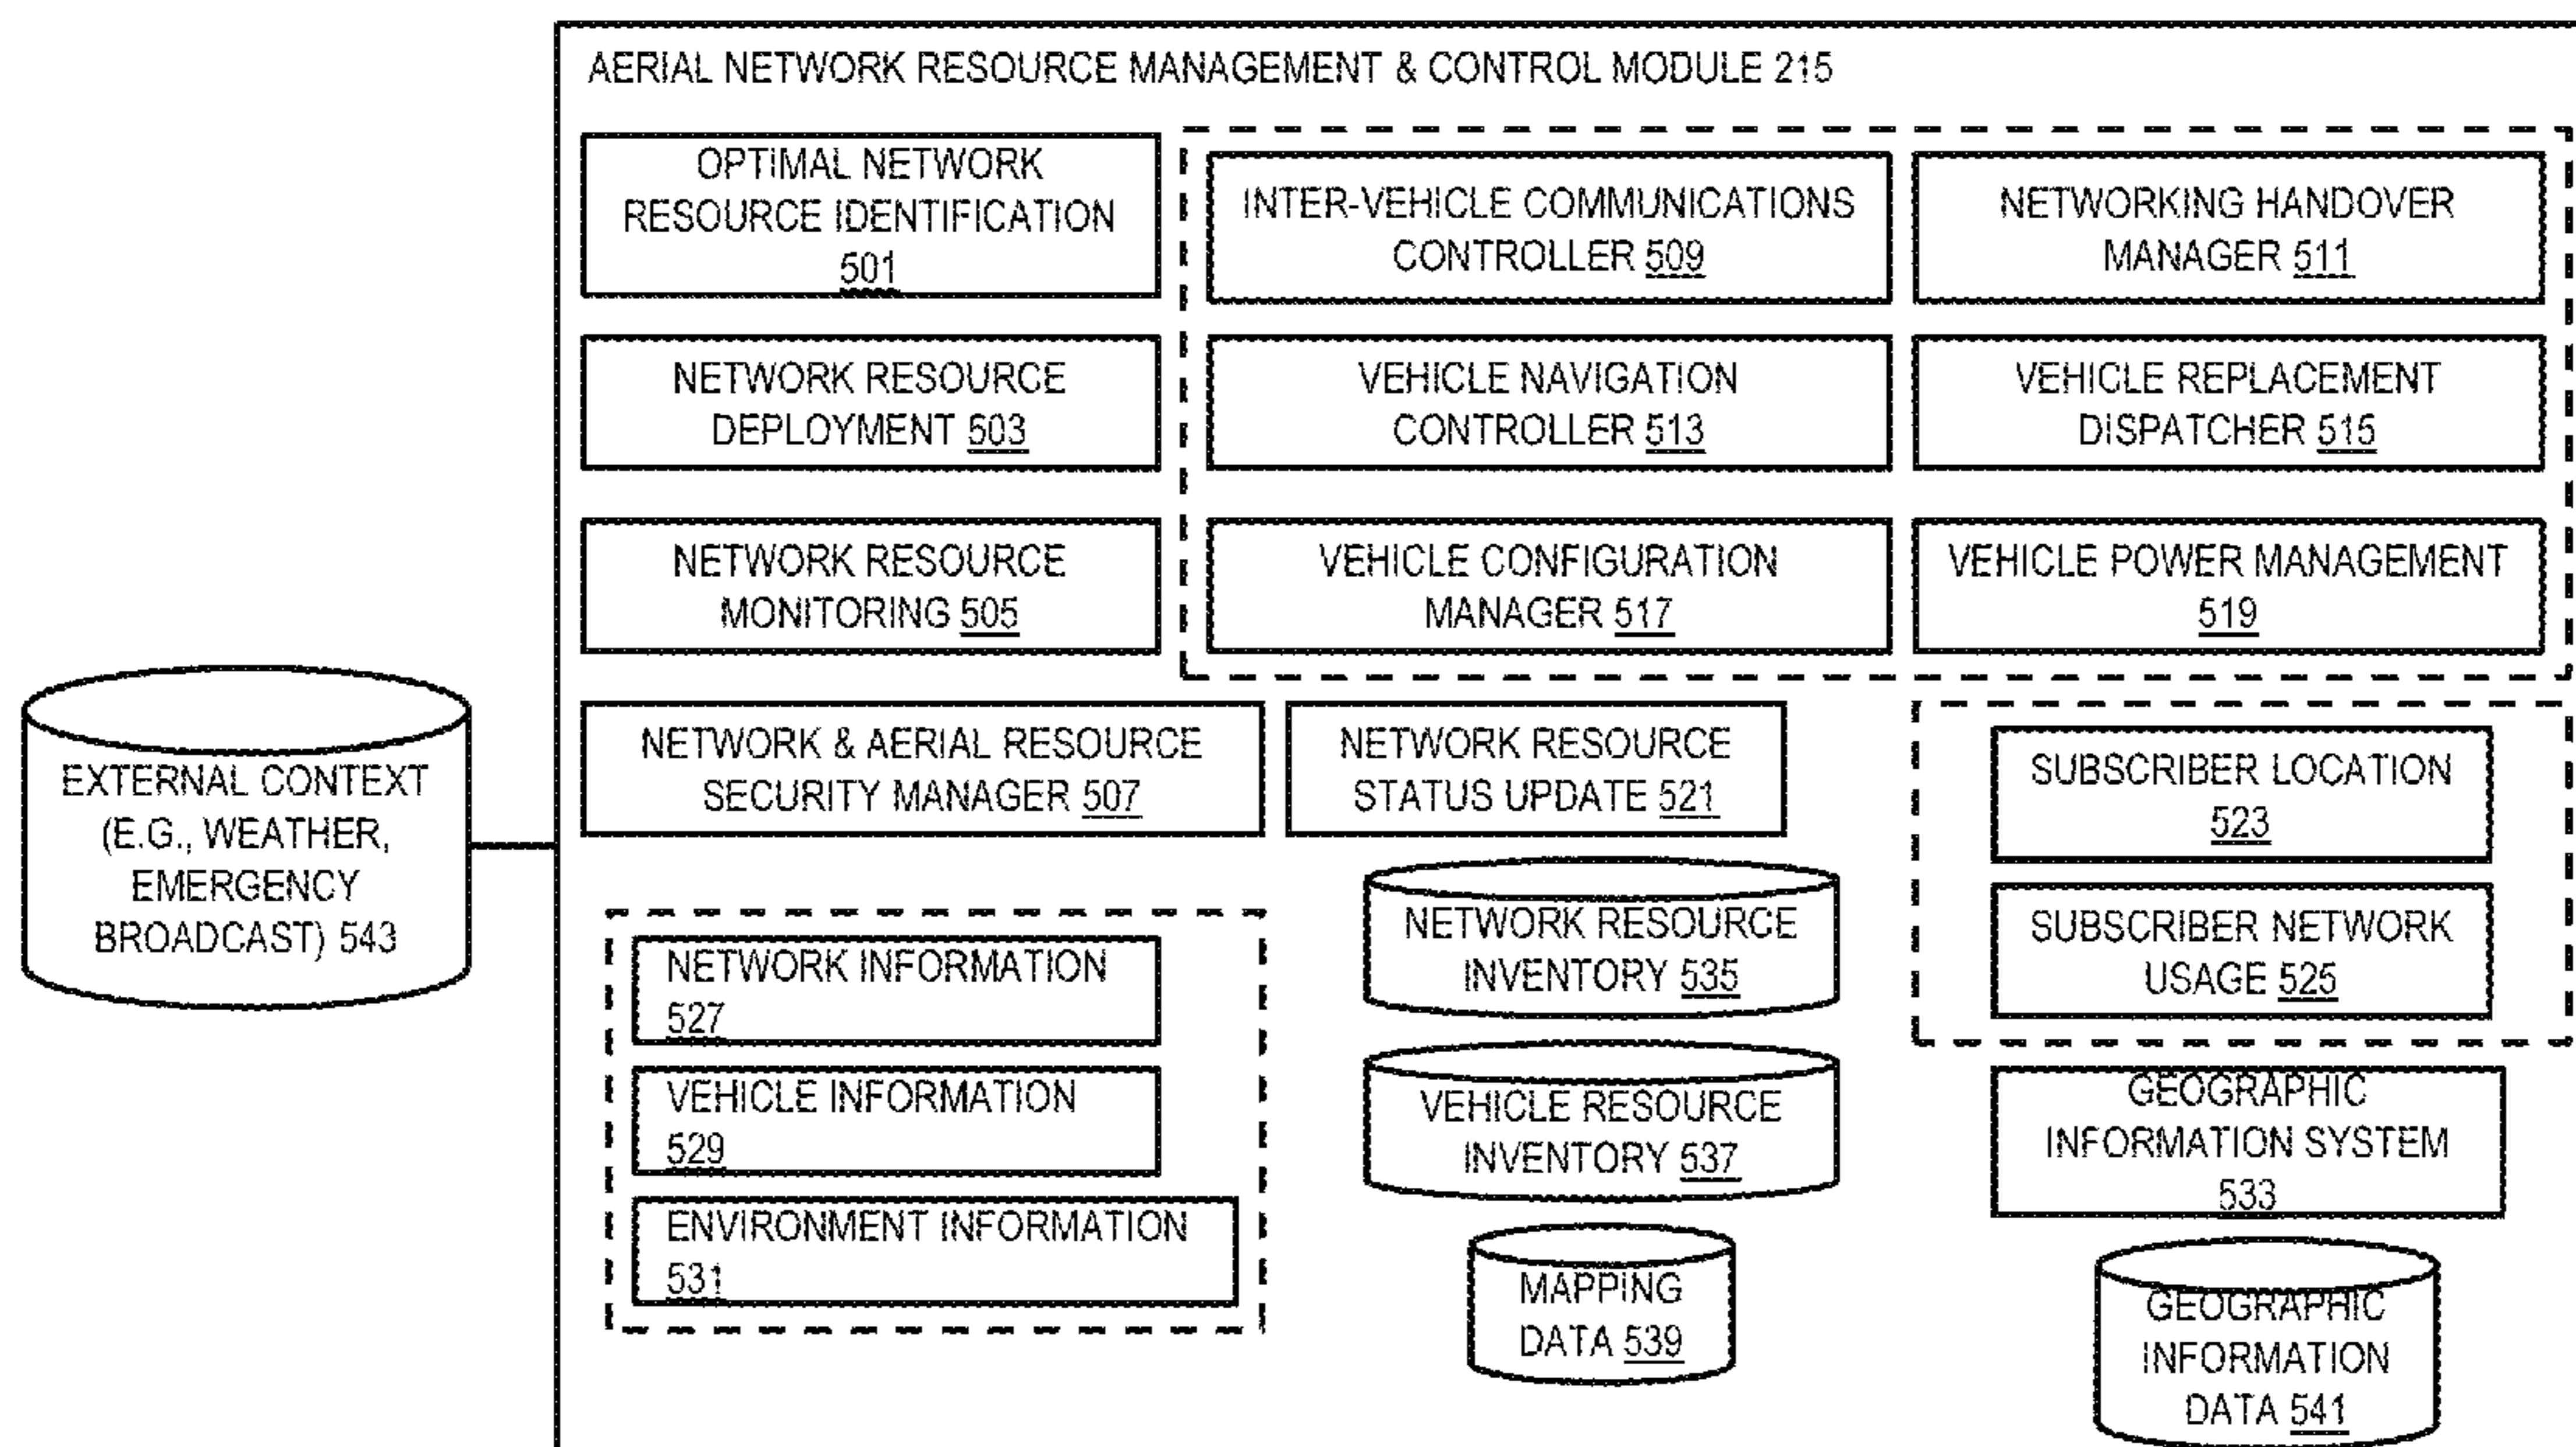 AERIAL NETWORK RESOURCE MANAGEMENT & CONTROL MODULE 215
OPTIMAL NETWORK
RESOURCE IDENTIFICATION
501
INTER-VEHICLE COMMUNICATIONS
CONTROLLER 509
NETWORKING HANDOVER
MANAGER 511
NETWORK RESOURCE
DEPLOYMENT 503
VEHICLE NAVIGATION
CONTROLLER 513
VEHICLE REPLACEMENT
DISPATCHER 515
NETWORK RESOURCE
MONITORING 505
VEHICLE CONFIGURATION
MANAGER 517
VEHICLE POWER MANAGEMENT
519
NETWORK & AERIAL RESOURCE
SECURITY MANAGER 507
NETWORK RESOURCE
STATUS UPDATE 521
SUBSCRIBER LOCATION
523
SUBSCRIBER NETWORK
USAGE 525
EXTERNAL CONTEXT
(E.G., WEATHER,
EMERGENCY
BROADCAST) 543
NETWORK INFORMATION
527
VEHICLE INFORMATION
529
ENVIRONMENT INFORMATION
531
NETWORK RESOURCE
INVENTORY 535
VEHICLE RESOURCE
INVENTORY 537
MAPPING
DATA 539
GEOGRAPHIC
INFORMATION SYSTEM
533
GEOGRAPHIC
INFORMATION
DATA 541